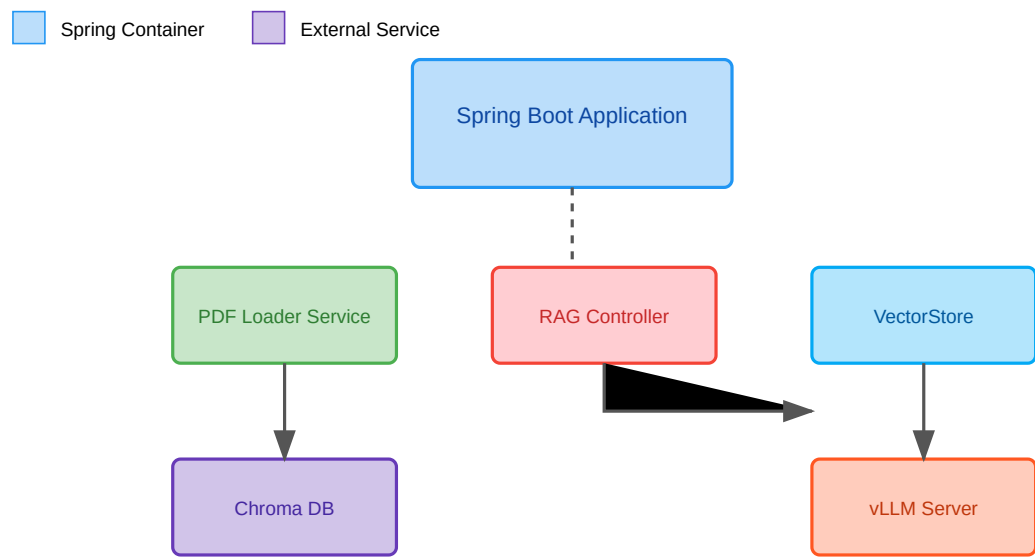 Spring Container
External Service
Spring Boot Application
PDF Loader Service
RAG Controller
VectorStore
Chroma DB
vLLM Server